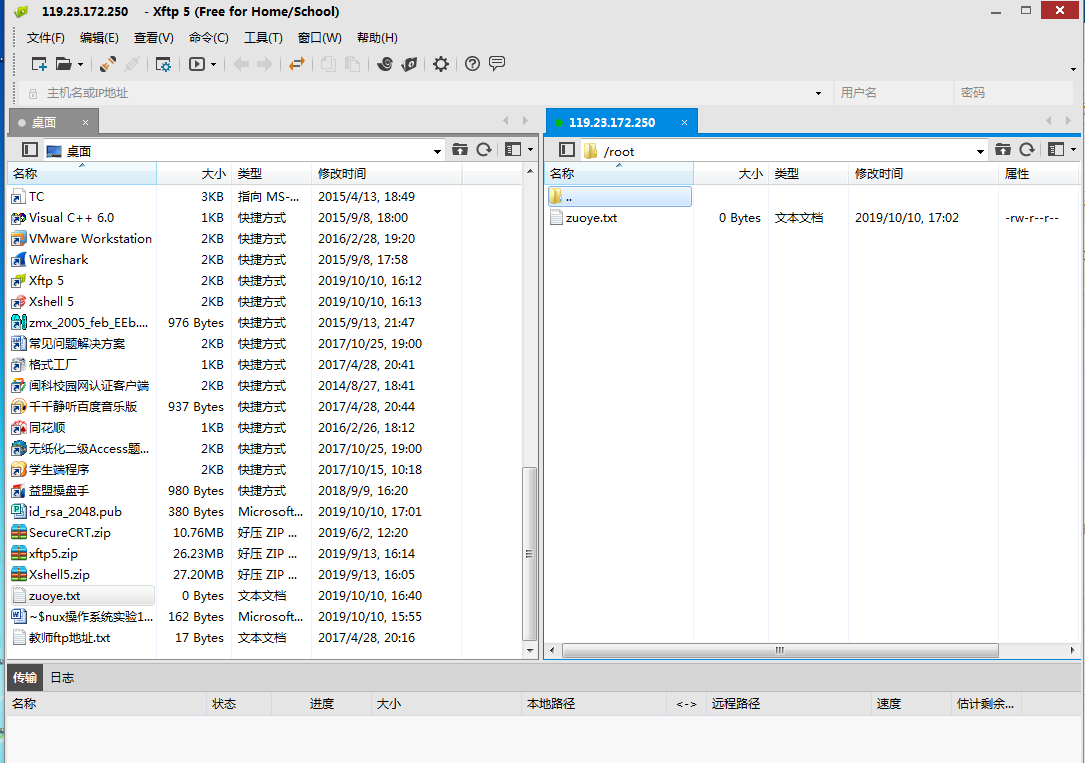 119.23.172.250 - Xftp 5 (Free for Home/School)
文件(F) 编辑(E) 查看(V) 命令(C) 工具(T) 窗口(W) 帮助(H)
主机名或IP地址 用户名 密码
桌面 × 119.23.172.250 ×
桌面 /root
名称 大小 类型 修改时间 名称 大小 类型 修改时间 属性
TC 3KB 指向 MS-... 2015/4/13, 18:49 ..
Visual C++ 6.0 1KB 快捷方式 2015/9/8, 18:00 zuoye.txt 0 Bytes 文本文档 2019/10/10, 17:02 -rw-r--r--
VMware Workstation 2KB 快捷方式 2016/2/28, 19:20
Wireshark 2KB 快捷方式 2015/9/8, 17:58
Xftp 5 2KB 快捷方式 2019/10/10, 16:12
Xshell 5 2KB 快捷方式 2019/10/10, 16:13
zmx_2005_feb_EEb.... 976 Bytes 快捷方式 2015/9/13, 21:47
常见问题解决方案 2KB 快捷方式 2017/10/25, 19:00
格式工厂 1KB 快捷方式 2017/4/28, 20:41
闽科校园网认证客户端 2KB 快捷方式 2014/8/27, 18:41
千千静听百度音乐版 937 Bytes 快捷方式 2017/4/28, 20:44
同花顺 1KB 快捷方式 2016/2/26, 18:12
无纸化二级Access题... 2KB 快捷方式 2017/10/25, 19:00
学生端程序 2KB 快捷方式 2017/10/15, 10:18
益盟操盘手 980 Bytes 快捷方式 2018/9/9, 16:20
id_rsa_2048.pub 380 Bytes Microsoft... 2019/10/10, 17:01
SecureCRT.zip 10.76MB 好压 ZIP ... 2019/6/2, 12:20
xftp5.zip 26.23MB 好压 ZIP ... 2019/9/13, 16:14
Xshell5.zip 27.20MB 好压 ZIP ... 2019/9/13, 16:05
zuoye.txt 0 Bytes 文本文档 2019/10/10, 16:40
~$nux操作系统实验1... 162 Bytes Microsoft... 2019/10/10, 15:55
教师ftp地址.txt 17 Bytes 文本文档 2017/4/28, 20:16
传输 日志
名称 状态 进度 大小 本地路径 <-> 远程路径 速度 估计剩余...